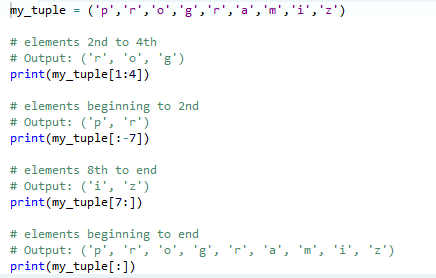 my_tuple = ('p','r','o','g','r','a','m','i','z')
# elements 2nd to 4th
# Output: ('r', 'o', 'g')
print(my_tuple[1:4])
# elements beginning to 2nd
# Output: ('p', 'r')
print(my_tuple[:-7])
# elements 8th to end
# Output: ('i', 'z')
print(my_tuple[7:])
# elements beginning to end
# Output: ('p', 'r', 'o', 'g', 'r', 'a', 'm', 'i', 'z')
print(my_tuple[:])